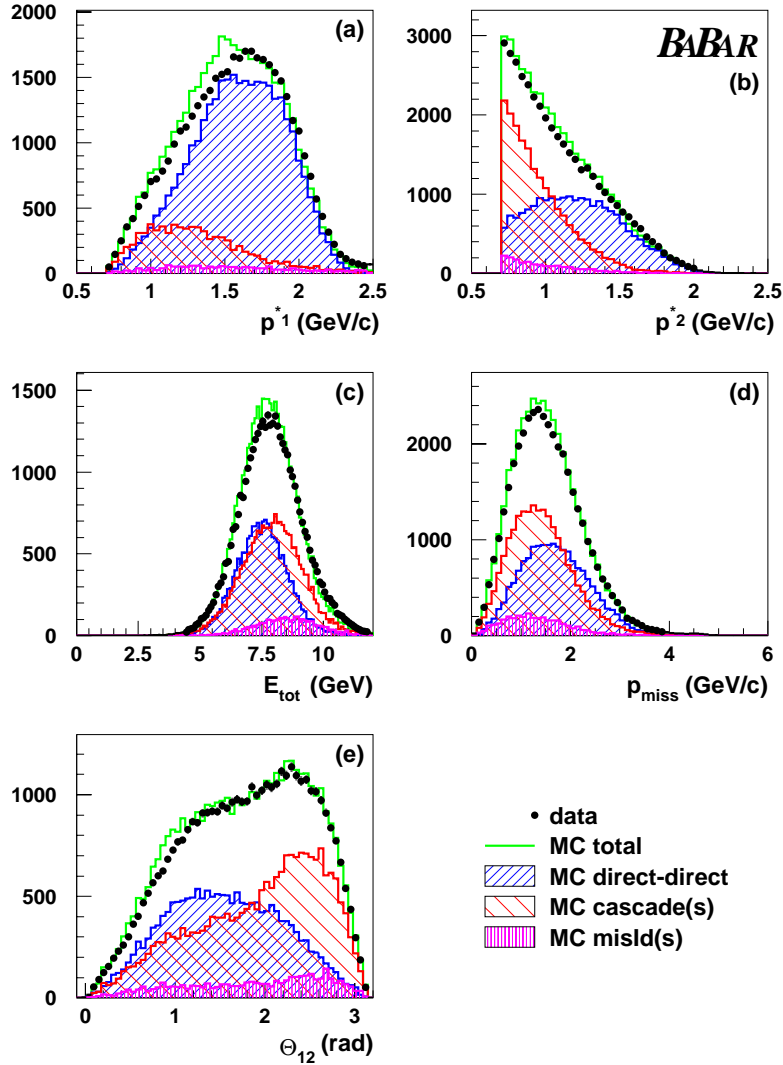 2000
1500
1000
500
0
0.5 1 1.5 2 2.5
(a)
p*1 (GeV/c)
3000
2000
1000
0
0.5 1 1.5 2 2.5
BABAR
(b)
p*2 (GeV/c)
1500
1000
500
0
0 2.5 5 7.5 10
(c)
Etot (GeV)
2000
1000
0
0 2 4 6
(d)
pmiss (GeV/c)
1000
500
0
0 1 2 3
(e)
Θ12 (rad)
data
MC total
MC direct-direct
MC cascade(s)
MC misId(s)